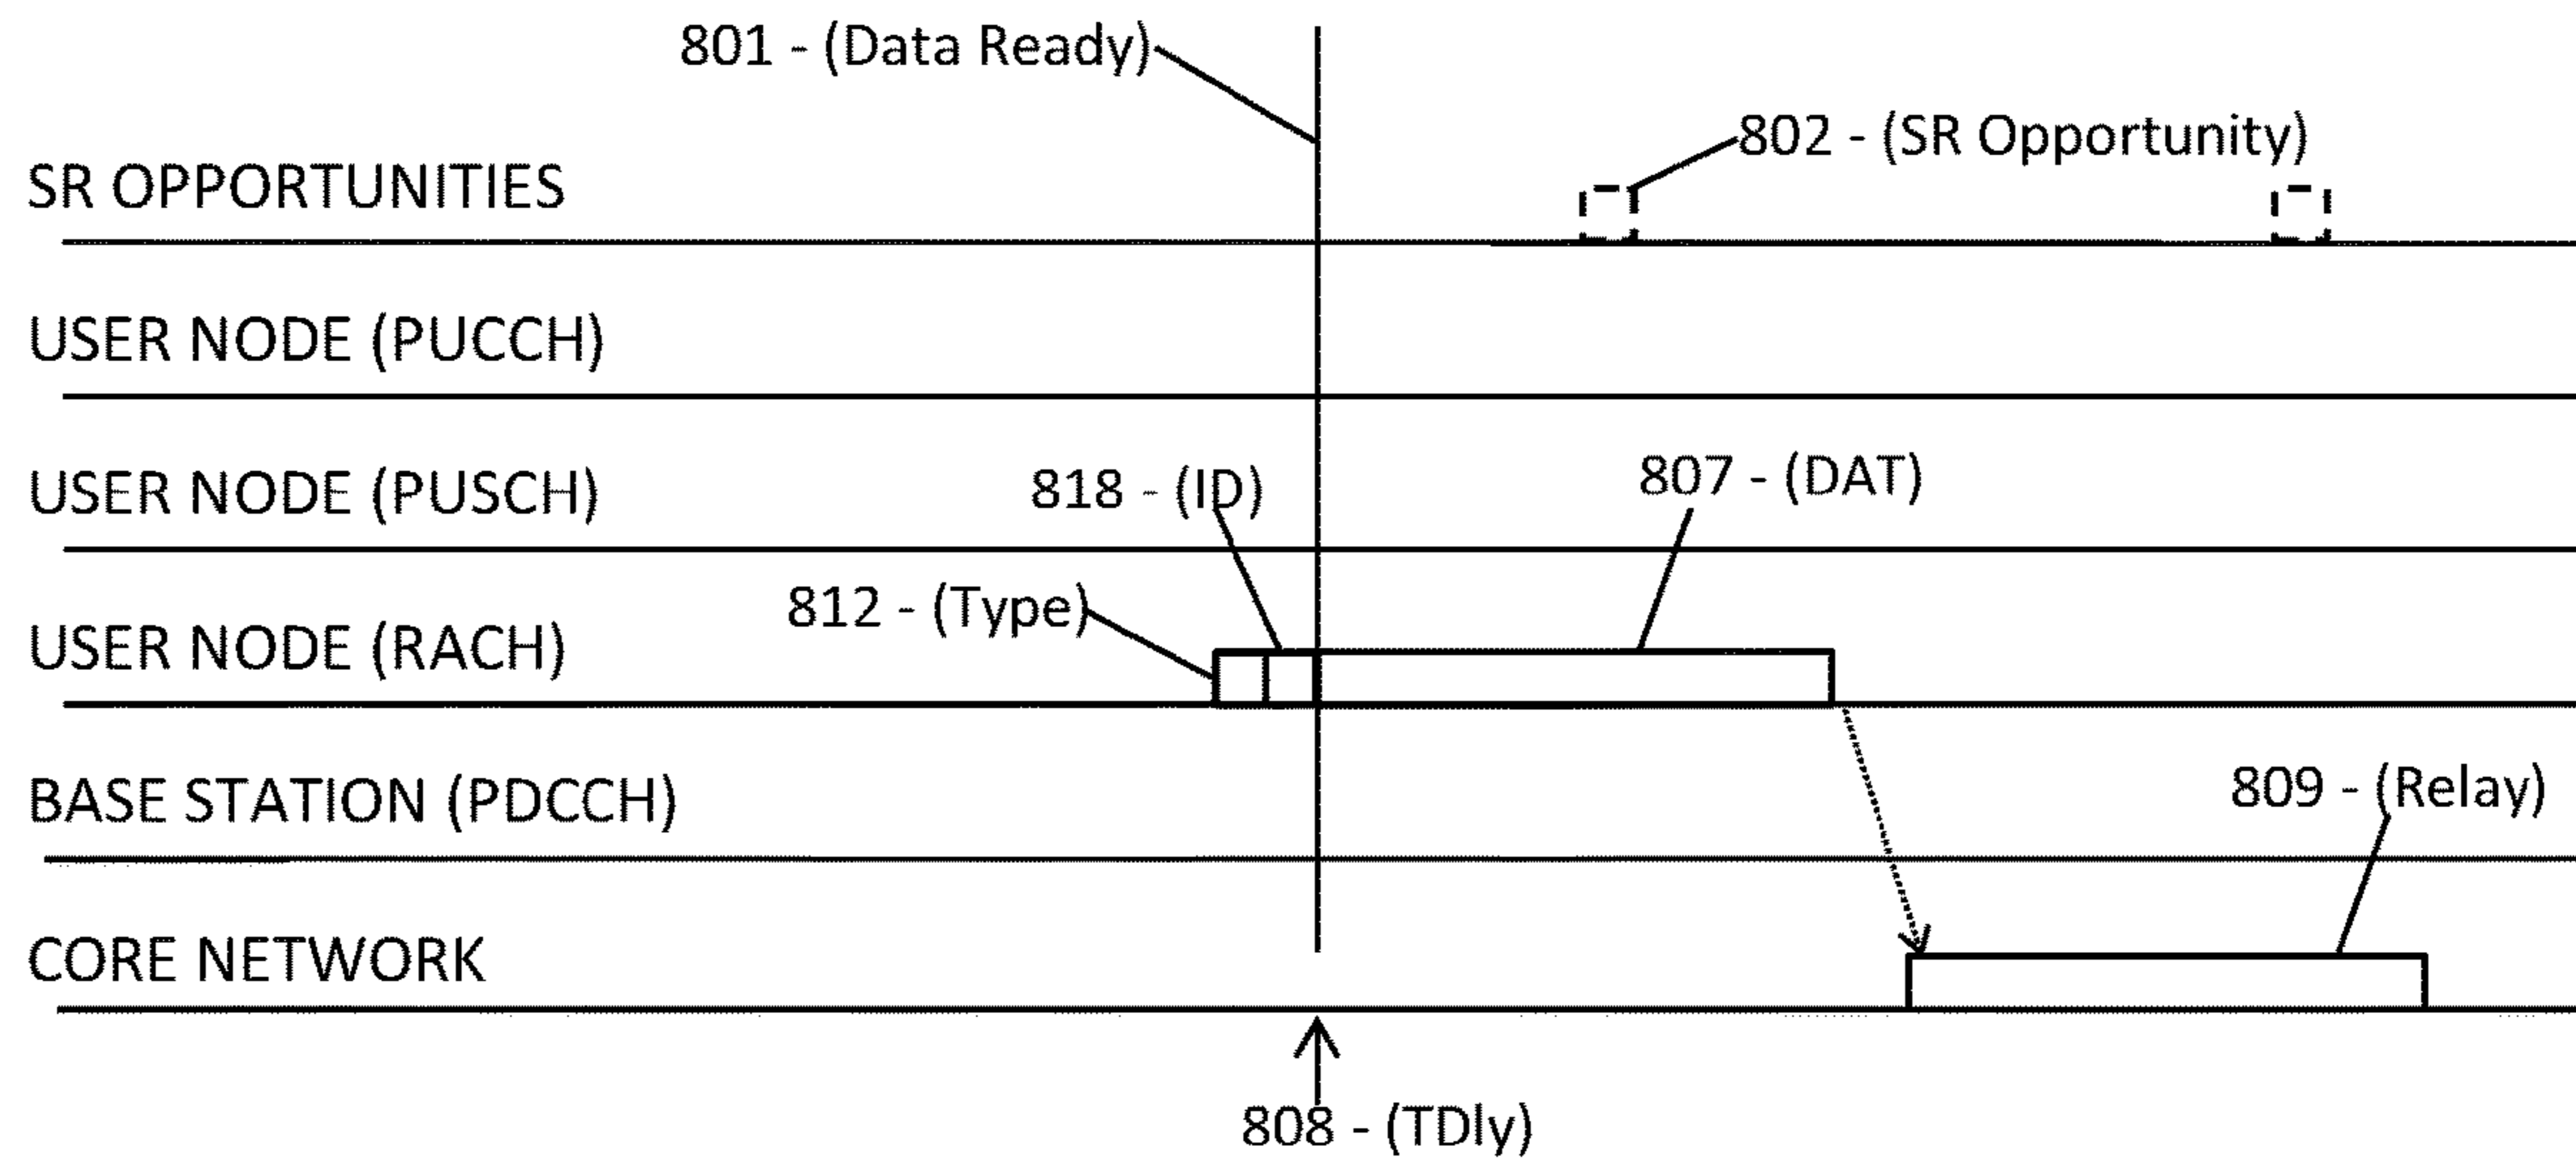 801 - (Data Ready)
802 - (SR Opportunity)
SR OPPORTUNITIES
USER NODE (PUCCH)
USER NODE (PUSCH)
818 - (ID)
807 - (DAT)
812 - (Type)
USER NODE (RACH)
BASE STATION (PDCCH)
809 - (Relay)
CORE NETWORK
808 - (TDly)